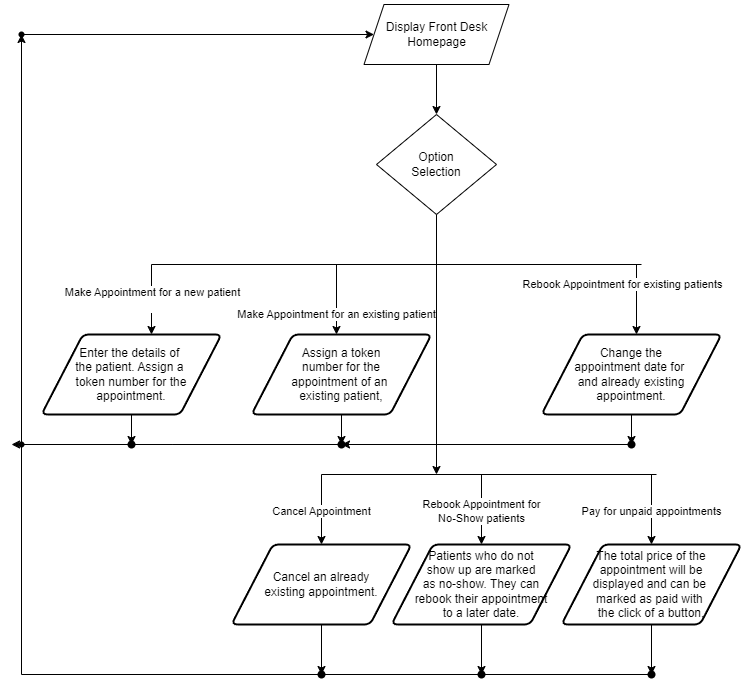 Display Front Desk
Homepage
Option
Selection
Make Appointment for a new patient
Make Appointment for an existing patient
Rebook Appointment for existing patients
Enter the details of
the patient. Assign a
token number for the
appointment.
Assign a token
number for the
appointment of an
existing patient,
Change the
appointment date for
and already existing
appointment.
Cancel Appointment
Rebook Appointment for
No-Show patients
Pay for unpaid appointments
Cancel an already
existing appointment.
Patients who do not
show up are marked
as no-show. They can
rebook their appointment
to a later date.
The total price of the
appointment will be
displayed and can be
marked as paid with
the click of a button.